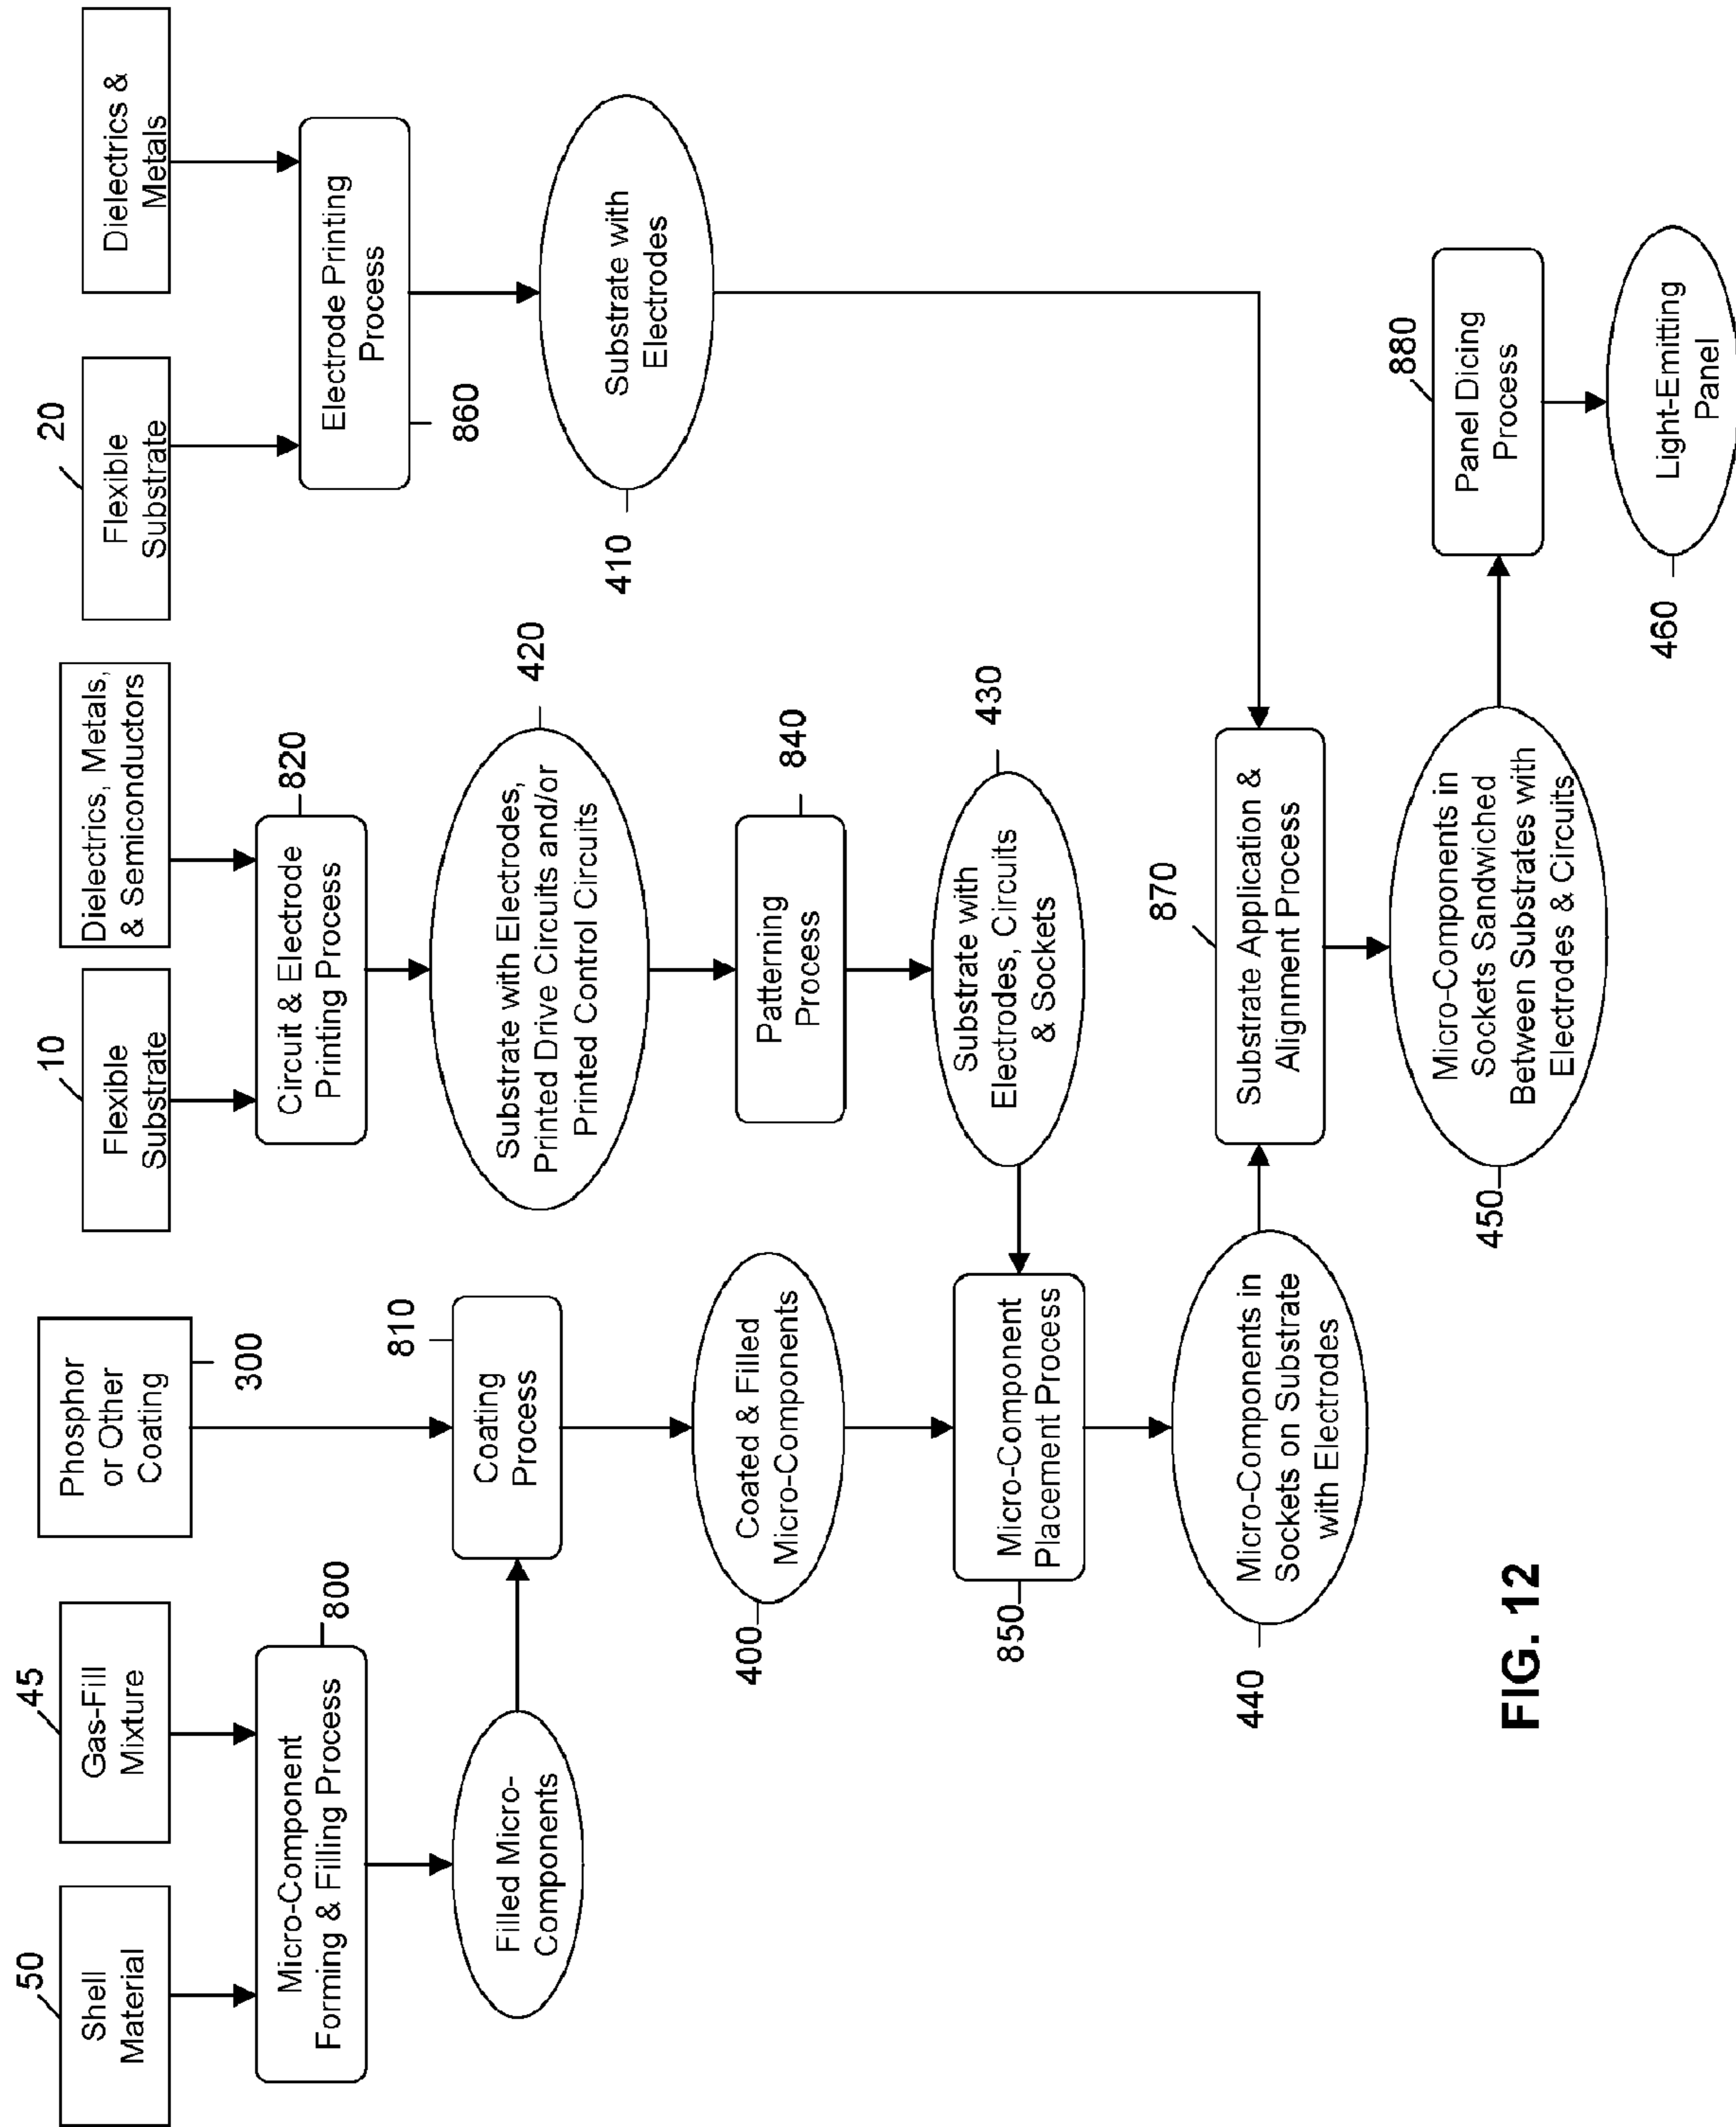 50
Shell
Material
45
Gas-Fill
Mixture
Phosphor
or Other
Coating
300
10
Flexible
Substrate
Dielectrics, Metals,
& Semiconductors
20
Flexible
Substrate
Dielectrics &
Metals
Micro-Component
Forming & Filling Process
800
Circuit & Electrode
Printing Process
820
Electrode Printing
Process
860
Filled Micro-
Components
Coating
Process
810
Substrate with Electrodes,
Printed Drive Circuits and/or
Printed Control Circuits
420
Substrate with
Electrodes
410
Coated & Filled
Micro-Components
400
Patterning
Process
840
Micro-Component
Placement Process
850
Substrate with
Electrodes, Circuits
& Sockets
430
Micro-Components in
Sockets on Substrate
with Electrodes
440
Substrate Application &
Alignment Process
870
Micro-Components in
Sockets Sandwiched
Between Substrates with
Electrodes & Circuits
450
Panel Dicing
Process
880
Light-Emitting
Panel
460
FIG. 12